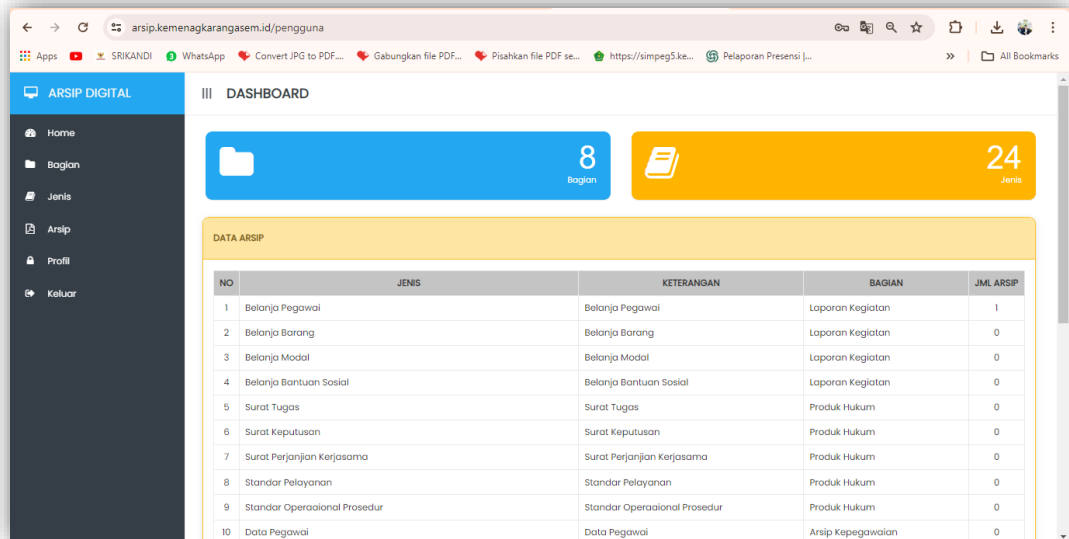 arsip.kemenagkarangasem.id/pengguna
Apps SRIKANDI WhatsApp Convert JPG to PDF.... Gabungkan file PDF... Pisahkan file PDF se... https://simpeg5.ke... Pelaporan Presensi |... » All Bookmarks
ARSIP DIGITAL
DASHBOARD
Home
Bagian
Jenis
Arsip
Profil
Keluar
8
Bagian
24
Jenis
DATA ARSIP
NO JENIS KETERANGAN BAGIAN JML ARSIP
1 Belanja Pegawai Belanja Pegawai Laporan Kegiatan 1
2 Belanja Barang Belanja Barang Laporan Kegiatan 0
3 Belanja Modal Belanja Modal Laporan Kegiatan 0
4 Belanja Bantuan Sosial Belanja Bantuan Sosial Laporan Kegiatan 0
5 Surat Tugas Surat Tugas Produk Hukum 0
6 Surat Keputusan Surat Keputusan Produk Hukum 0
7 Surat Perjanjian Kerjasama Surat Perjanjian Kerjasama Produk Hukum 0
8 Standar Pelayanan Standar Pelayanan Produk Hukum 0
9 Standar Operaaional Prosedur Standar Operaaional Prosedur Produk Hukum 0
10 Data Pegawai Data Pegawai Arsip Kepegawaian 0